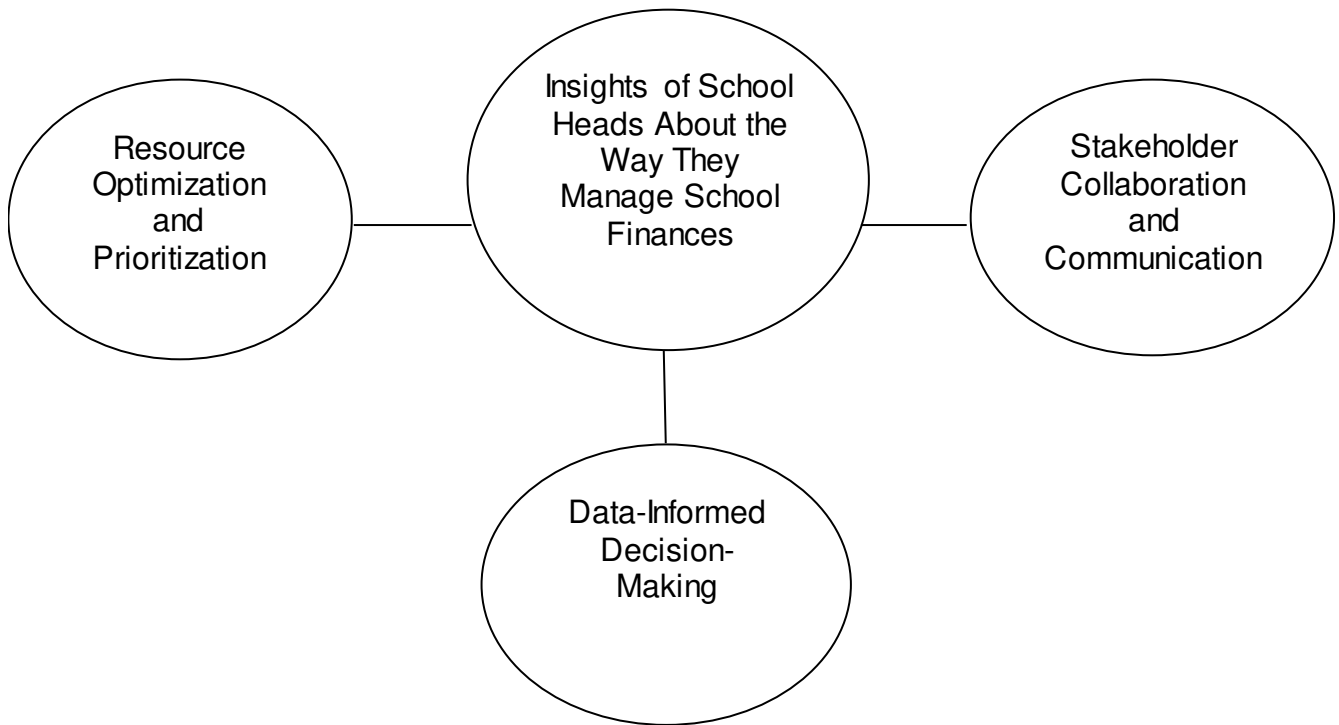 Resource
Optimization
and
Prioritization
Insights of School
Heads About the
Way They
Manage School
Finances
Stakeholder
Collaboration
and
Communication
Data-Informed
Decision-
Making